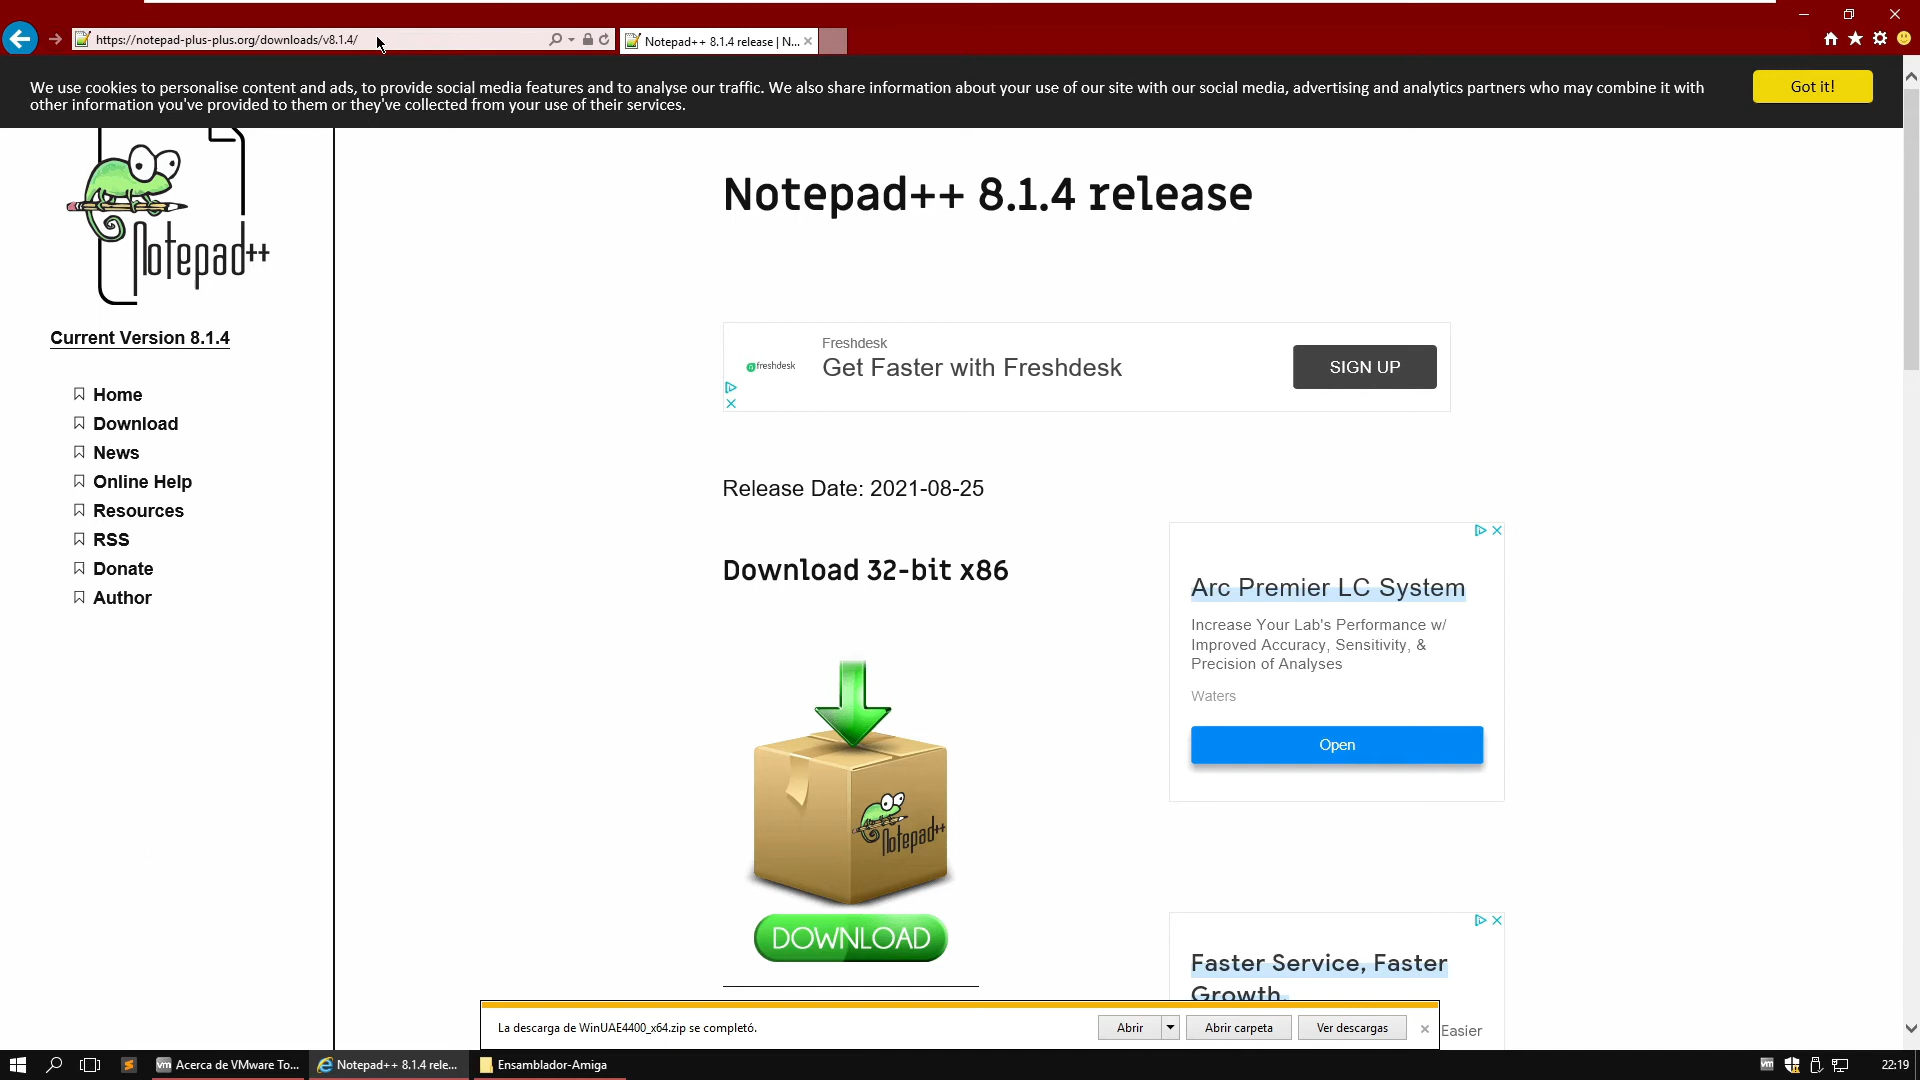 https://notepad-plus-plus.org/downloads/v8.1.4/
Notepad++ 8.1.4 release | N...
We use cookies to personalise content and ads, to provide social media features and to analyse our traffic. We also share information about your use of our site with our social media, advertising and analytics partners who may combine it with
other information you've provided to them or they've collected from your use of their services.
Got it!
Notepad++
Current Version 8.1.4
Home
Download
News
Online Help
Resources
RSS
Donate
Author
Notepad++ 8.1.4 release
freshdesk
Freshdesk
Get Faster with Freshdesk
SIGN UP
Release Date: 2021-08-25
Download 32-bit x86
Notepad++
DOWNLOAD
Arc Premier LC System
Increase Your Lab's Performance w/
Improved Accuracy, Sensitivity, &
Precision of Analyses
Waters
Open
Faster Service, Faster
Growth.
Easier
La descarga de WinUAE4400_x64.zip se completó.
Abrir
Abrir carpeta
Ver descargas
Acerca de VMware To...
Notepad++ 8.1.4 rele...
Ensamblador-Amiga
22:19